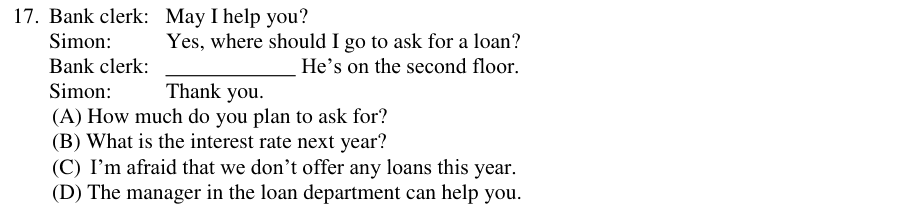 17. Bank clerk: May I help you?
Simon: Yes, where should I go to ask for a loan?
Bank clerk: ____________ He's on the second floor.
Simon: Thank you.
(A) How much do you plan to ask for?
(B) What is the interest rate next year?
(C) I'm afraid that we don't offer any loans this year.
(D) The manager in the loan department can help you.